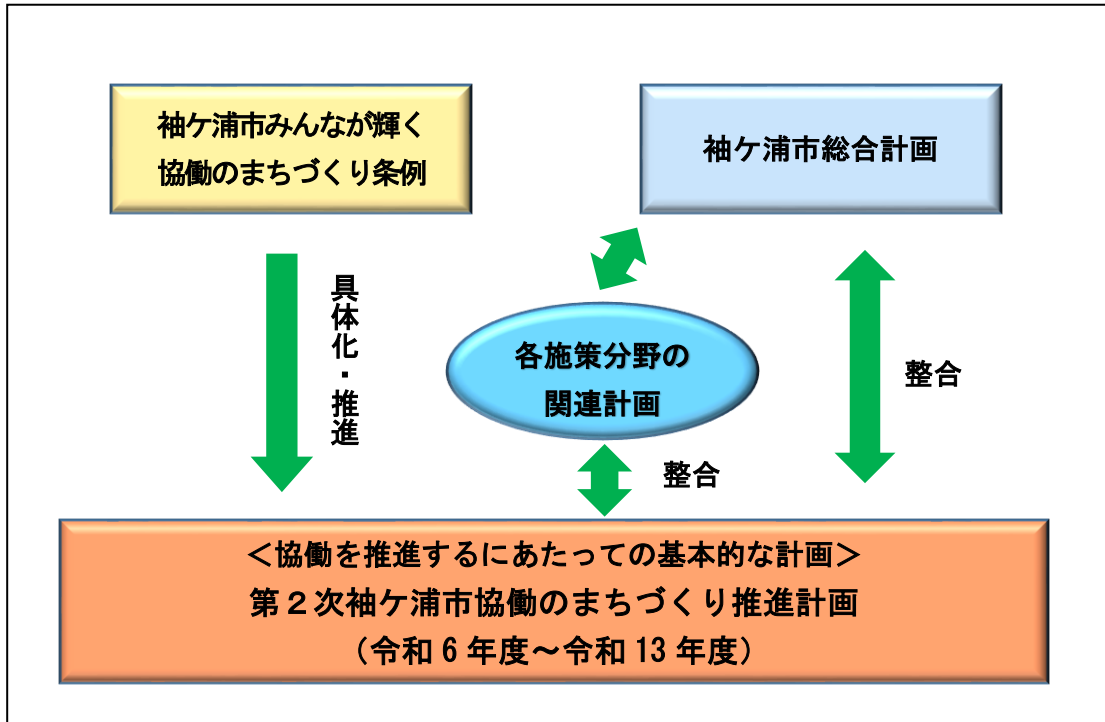 袖ケ浦市みんなが輝く
協働のまちづくり条例
袖ケ浦市総合計画
具体化・推進
各施策分野の
関連計画
整合
整合
＜協働を推進するにあたっての基本的な計画＞
第２次袖ケ浦市協働のまちづくり推進計画
（令和 6 年度～令和 13 年度）